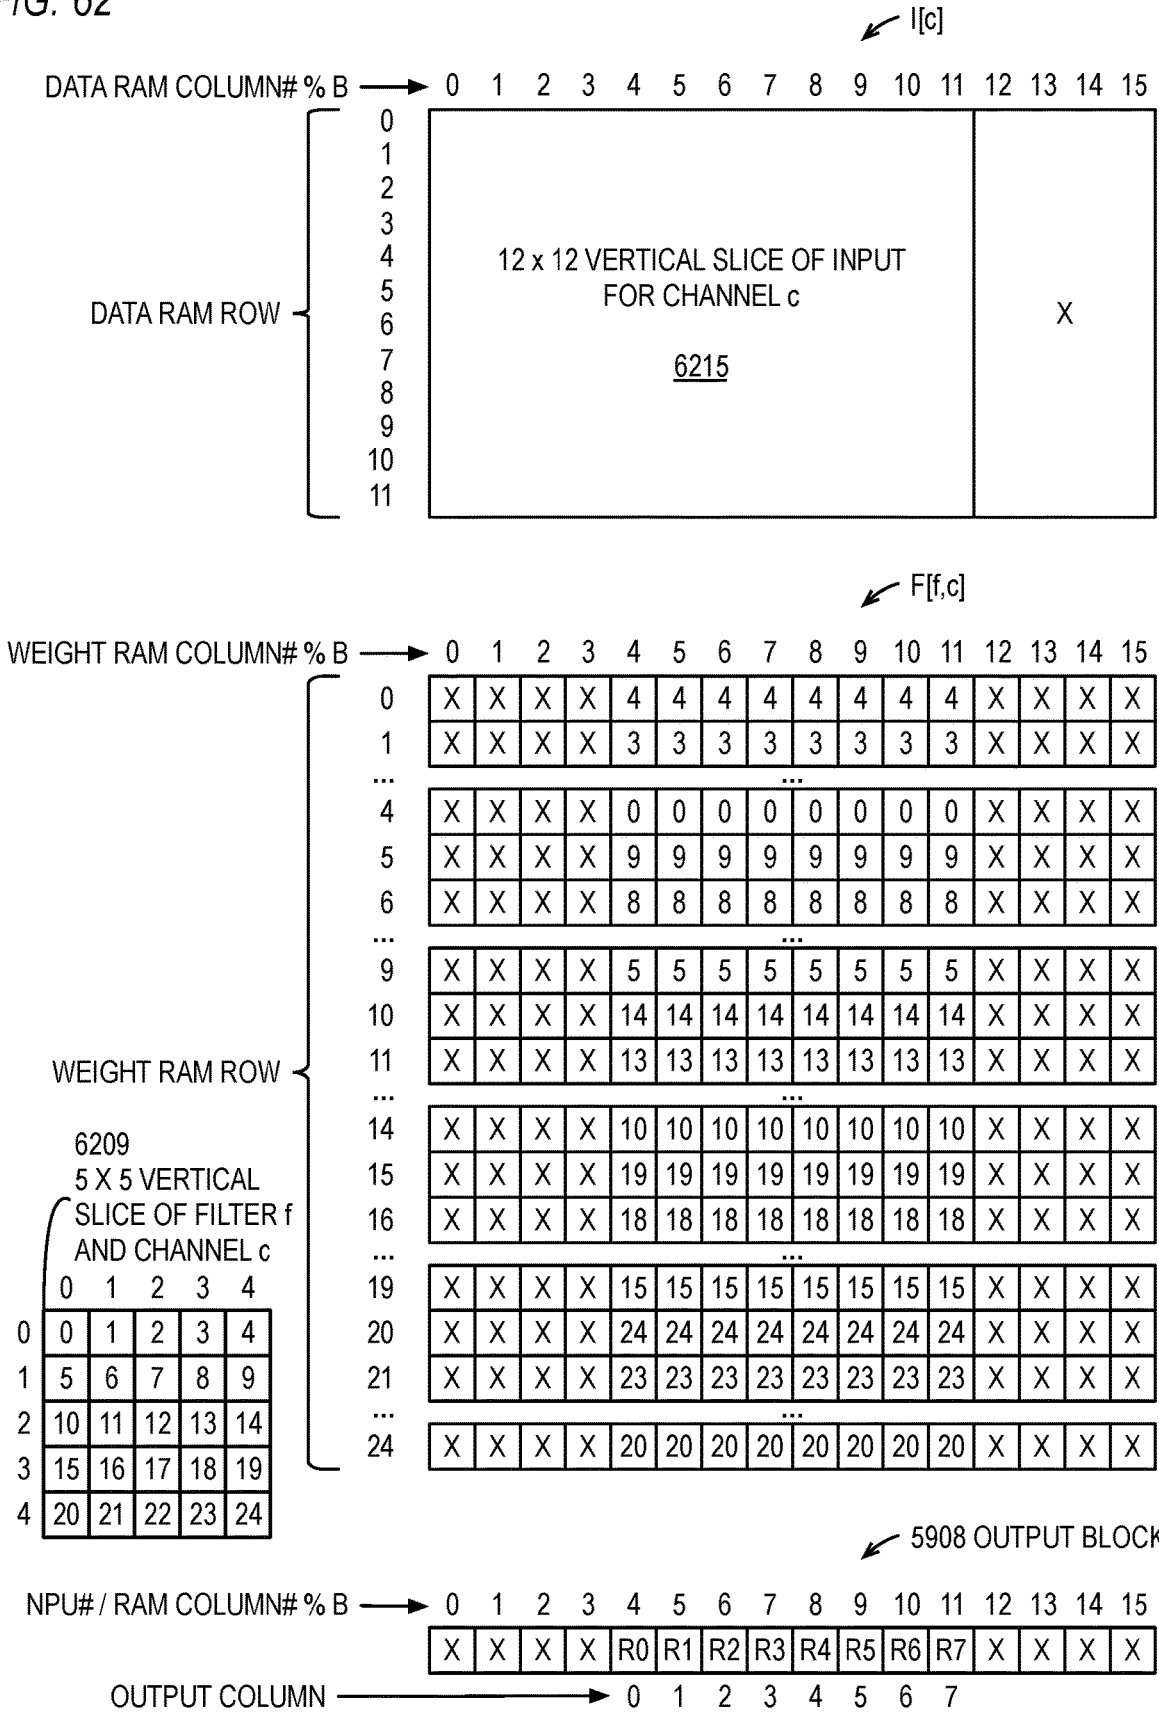 FIG. 62
I[c]
DATA RAM COLUMN# % B 0 1 2 3 4 5 6 7 8 9 10 11 12 13 14 15
0
1
2
3
4
5
6
7
8
9
10
11
DATA RAM ROW
12 x 12 VERTICAL SLICE OF INPUT
FOR CHANNEL c
6215
X
F[f,c]
WEIGHT RAM COLUMN# % B 0 1 2 3 4 5 6 7 8 9 10 11 12 13 14 15
0 X X X X 4 4 4 4 4 4 4 4 X X X X
1 X X X X 3 3 3 3 3 3 3 3 X X X X
... ...
4 X X X X 0 0 0 0 0 0 0 0 X X X X
5 X X X X 9 9 9 9 9 9 9 9 X X X X
6 X X X X 8 8 8 8 8 8 8 8 X X X X
... ...
9 X X X X 5 5 5 5 5 5 5 5 X X X X
10 X X X X 14 14 14 14 14 14 14 14 X X X X
11 X X X X 13 13 13 13 13 13 13 13 X X X X
... ...
14 X X X X 10 10 10 10 10 10 10 10 X X X X
15 X X X X 19 19 19 19 19 19 19 19 X X X X
16 X X X X 18 18 18 18 18 18 18 18 X X X X
... ...
19 X X X X 15 15 15 15 15 15 15 15 X X X X
20 X X X X 24 24 24 24 24 24 24 24 X X X X
21 X X X X 23 23 23 23 23 23 23 23 X X X X
... ...
24 X X X X 20 20 20 20 20 20 20 20 X X X X
WEIGHT RAM ROW
6209
5 X 5 VERTICAL
SLICE OF FILTER f
AND CHANNEL c
0 1 2 3 4
0 0 1 2 3 4
1 5 6 7 8 9
2 10 11 12 13 14
3 15 16 17 18 19
4 20 21 22 23 24
5908 OUTPUT BLOCK
NPU# / RAM COLUMN# % B 0 1 2 3 4 5 6 7 8 9 10 11 12 13 14 15
X X X X R0 R1 R2 R3 R4 R5 R6 R7 X X X X
OUTPUT COLUMN 0 1 2 3 4 5 6 7